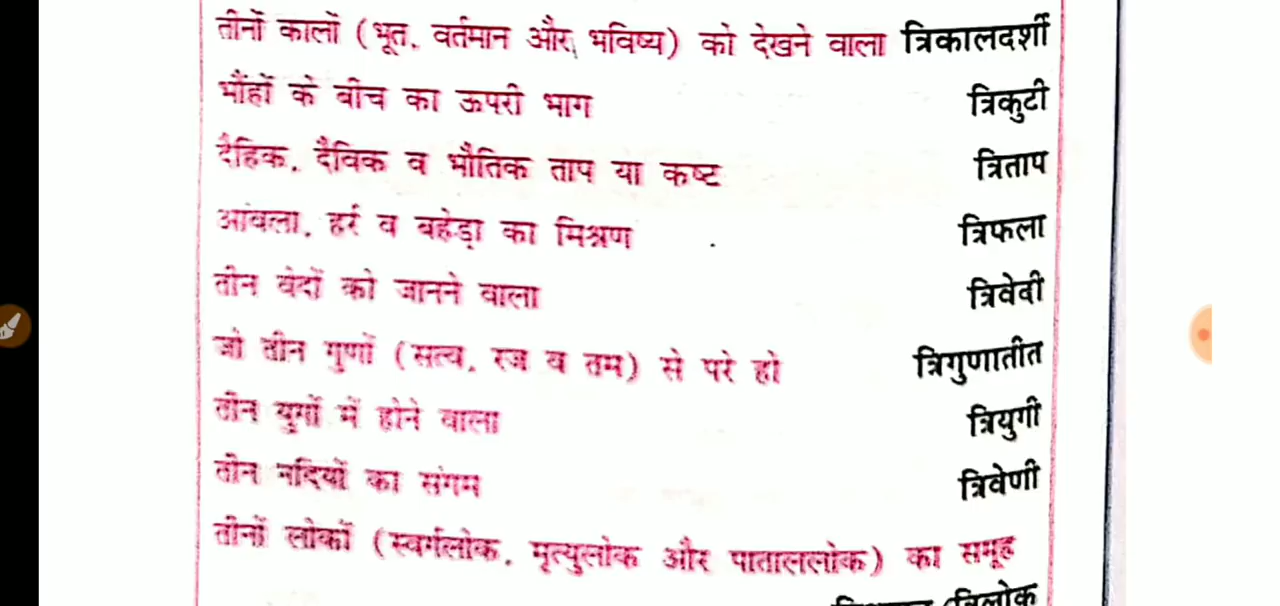 तीनों कालों (भूत, वर्तमान और भविष्य) को देखने वाला त्रिकालदर्शी
भौंहों के बीच का ऊपरी भाग त्रिकुटी
दैहिक, दैविक व भौतिक ताप या कष्ट त्रिताप
आंवला, हर्र व बहेड़ा का मिश्रण त्रिफला
तीन वेदों को जानने वाला त्रिवेदी
जो तीन गुणों (सत्व, रज व तम) से परे हो त्रिगुणातीत
तीन युगों में होने वाला त्रियुगी
तीन नदियों का संगम त्रिवेणी
तीनों लोकों (स्वर्गलोक, मृत्युलोक और पाताललोक) का समूह
त्रिलोक